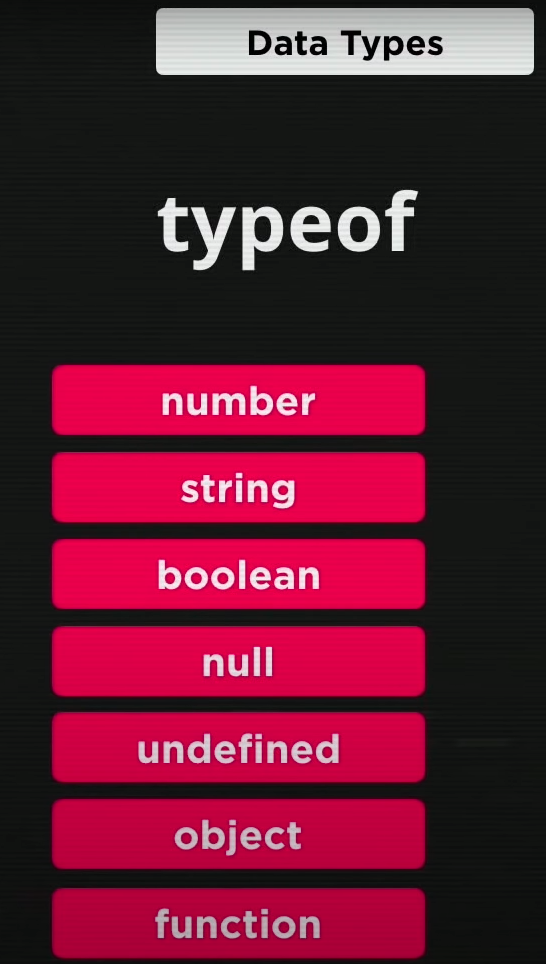 Data Types
typeof
number
string
boolean
null
undefined
object
function